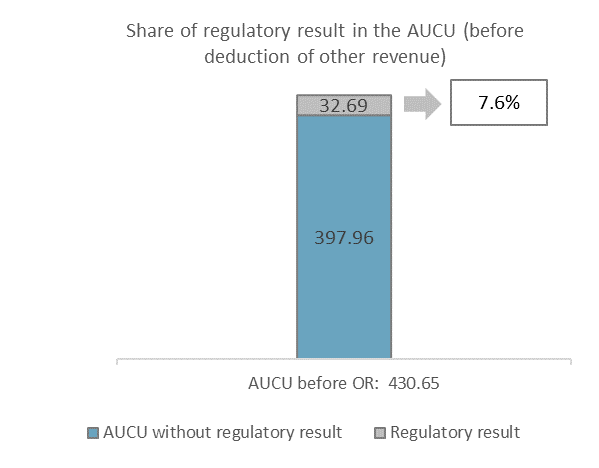 Share of regulatory result in the AUCU (before
deduction of other revenue)
32.69
7.6%
397.96
AUCU before OR: 430.65
AUCU without regulatory result
Regulatory result